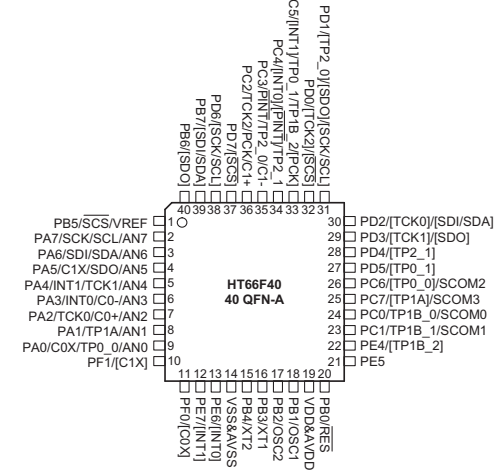 PB6/[SDO]
PB7/[SDI/SDA]
PD6/[SCK/SCL]
PD7/[SCS]
PC2/TCK2/PCK/C1+
PC3/PINT/TP2_0/C1-
PC4/[INT0]/[PINT]/TP2_1
C5/[INT1]/TP0_1/TP1B_2/[PCK]
PD0/[TCK2]/[SCS]
PD1/[TP2_0]/[SDO]/[SCK/SCL]
40 39 38 37 36 35 34 33 32 31
PB5/SCS/VREF 1
PA7/SCK/SCL/AN7 2
PA6/SDI/SDA/AN6 3
PA5/C1X/SDO/AN5 4
PA4/INT1/TCK1/AN4 5
PA3/INT0/C0-/AN3 6
PA2/TCK0/C0+/AN2 7
PA1/TP1A/AN1 8
PA0/C0X/TP0_0/AN0 9
PF1/[C1X] 10
HT66F40
40 QFN-A
30 PD2/[TCK0]/[SDI/SDA]
29 PD3/[TCK1]/[SDO]
28 PD4/[TP2_1]
27 PD5/[TP0_1]
26 PC6/[TP0_0]/SCOM2
25 PC7/[TP1A]/SCOM3
24 PC0/TP1B_0/SCOM0
23 PC1/TP1B_1/SCOM1
22 PE4/[TP1B_2]
21 PE5
11 12 13 14 15 16 17 18 19 20
PF0/[C0X]
PE7/[INT1]
PE6/[INT0]
VSS&AVSS
PB4/XT2
PB3/XT1
PB2/OSC2
PB1/OSC1
VDD&AVDD
PB0/RES